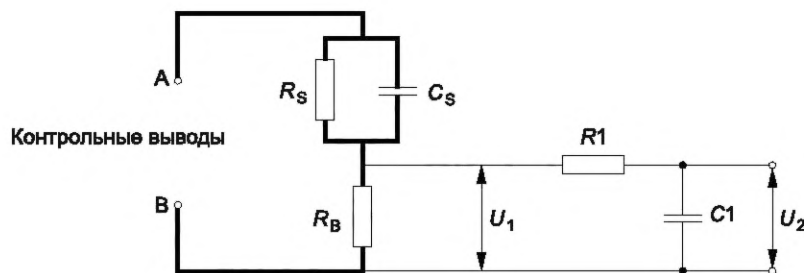 A
R_S
C_S
Контрольные выводы
R1
B
R_B
U_1
C1
U_2